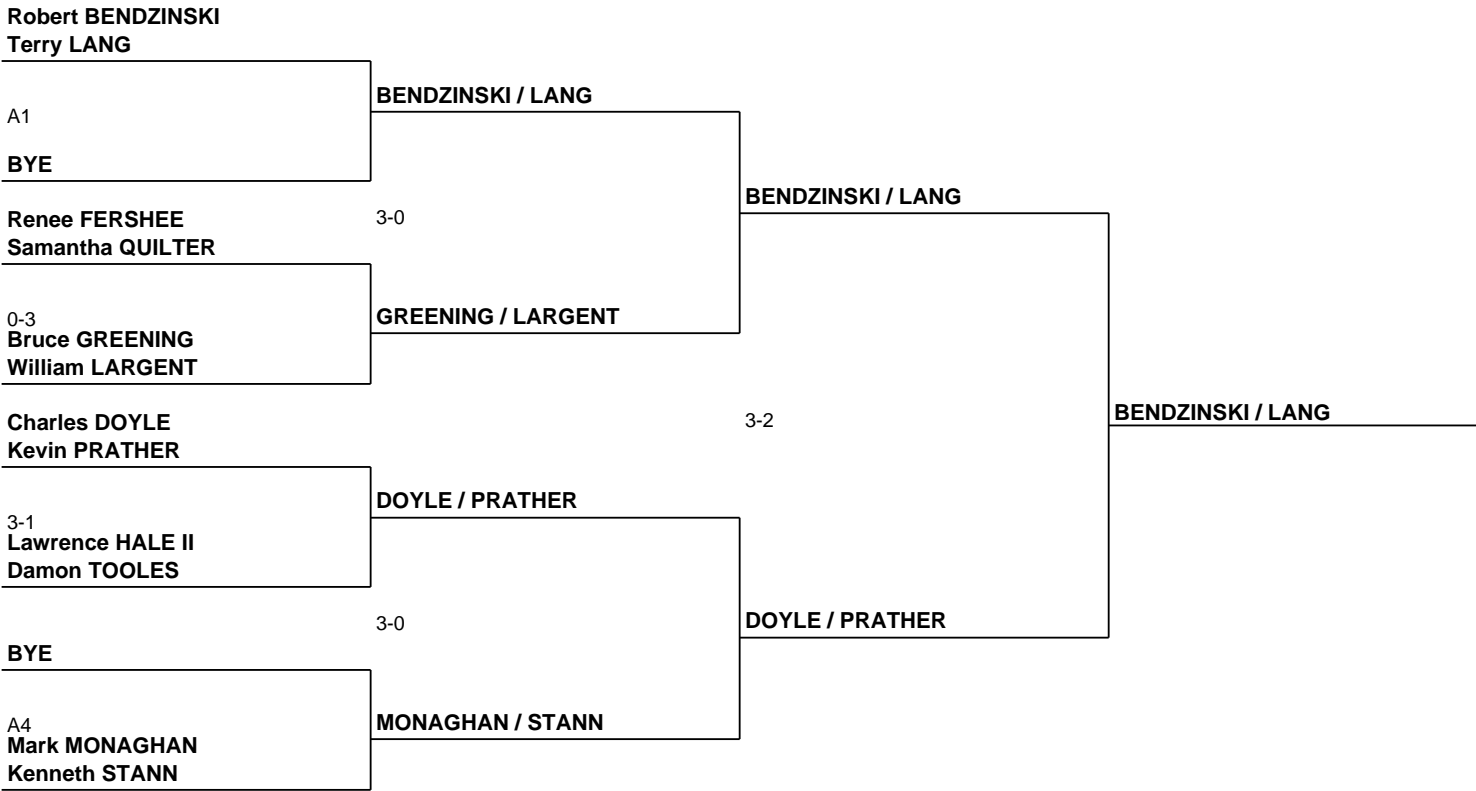 Robert BENDZINSKI
Terry LANG
BENDZINSKI / LANG
A1
BYE
BENDZINSKI / LANG
Renee FERSHEE
3-0
Samantha QUILTER
0-3
GREENING / LARGENT
Bruce GREENING
William LARGENT
Charles DOYLE
3-2
BENDZINSKI / LANG
Kevin PRATHER
DOYLE / PRATHER
3-1
Lawrence HALE II
Damon TOOLES
3-0
DOYLE / PRATHER
BYE
A4
MONAGHAN / STANN
Mark MONAGHAN
Kenneth STANN